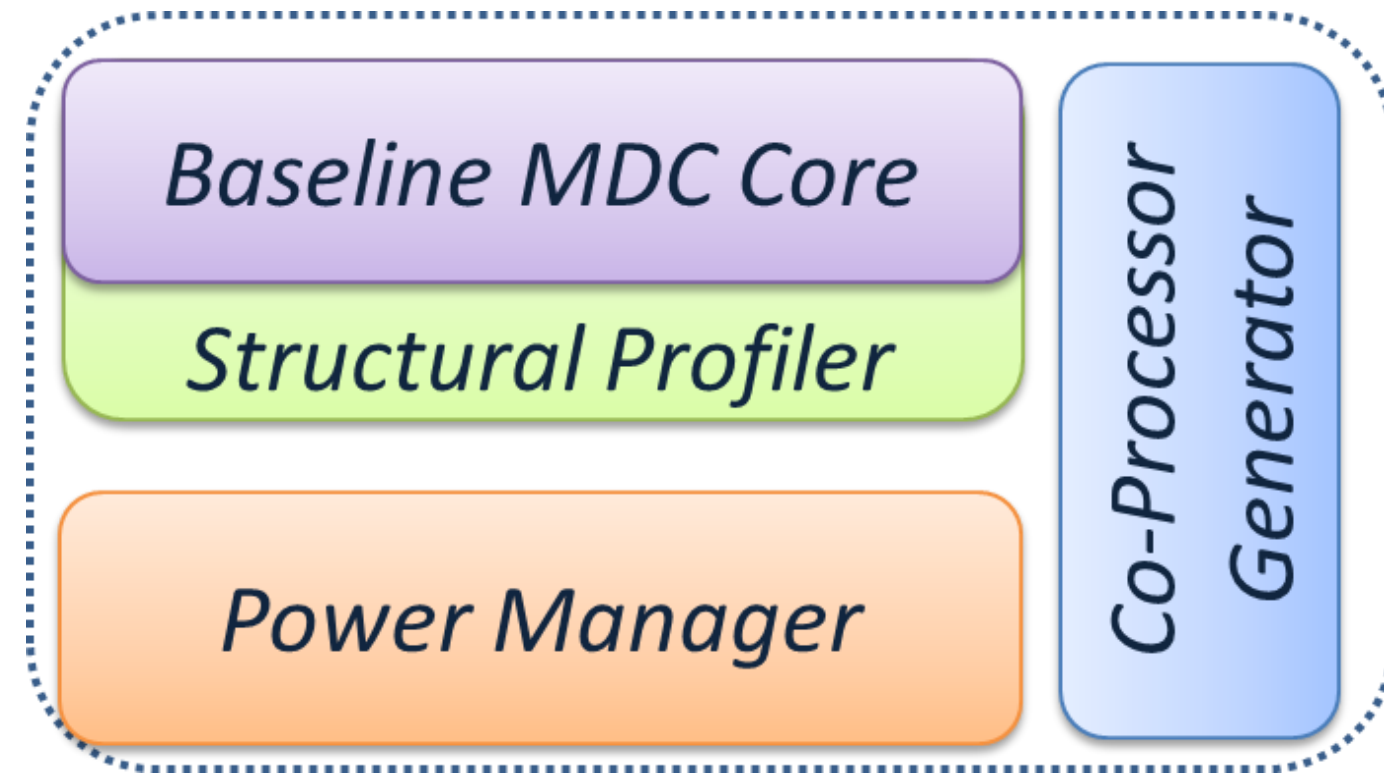 Baseline MDC Core
Structural Profiler
Power Manager
Co-Processor
Generator